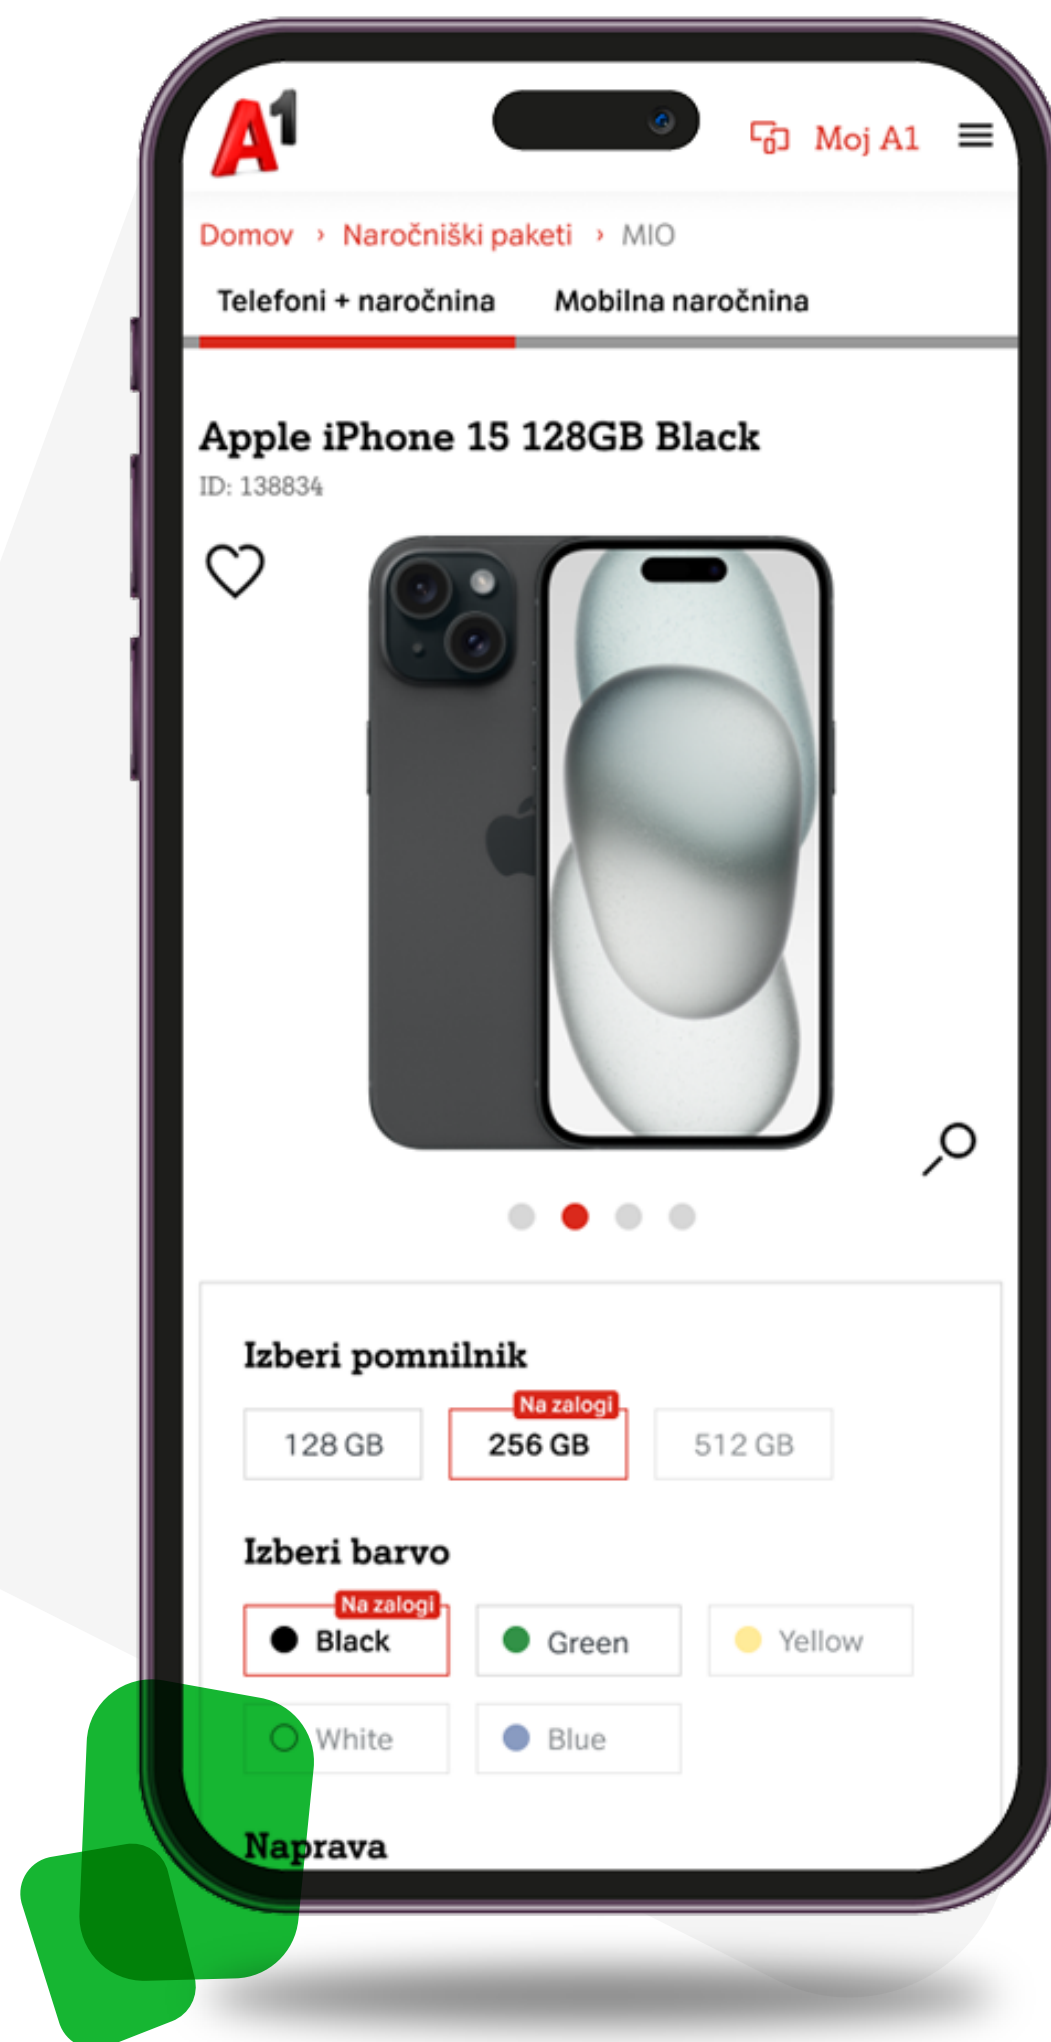 A1
Moj A1
Domov › Naročniški paketi › MIO
Telefoni + naročnina Mobilna naročnina
Apple iPhone 15 128GB Black
ID: 138834
Izberi pomnilnik
Na zalogi
128 GB 256 GB 512 GB
Izberi barvo
Na zalogi
Black Green Yellow
White Blue
Naprava